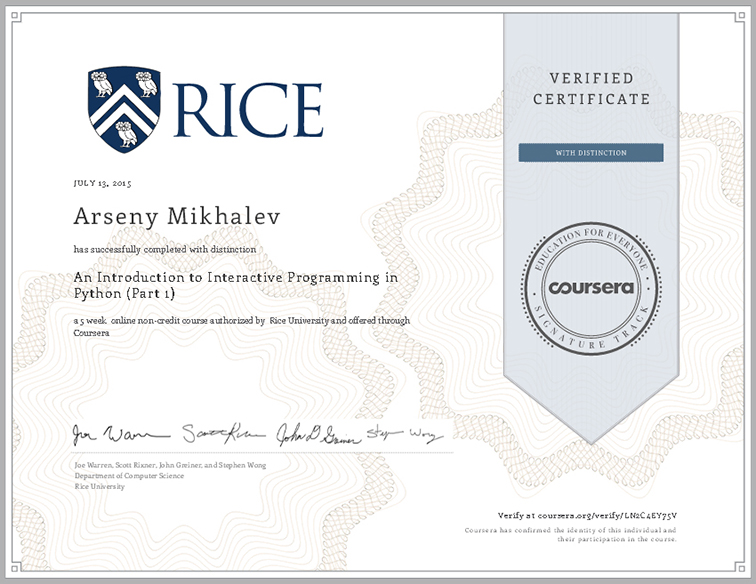 RICE
JULY 13, 2015
Arseny Mikhalev
has successfully completed with distinction
An Introduction to Interactive Programming in
Python (Part 1)
a 5 week online non-credit course authorized by Rice University and offered through
Coursera
Joe Warren Scott Rixner John D Greiner Stephen Wong
Joe Warren, Scott Rixner, John Greiner, and Stephen Wong
Department of Computer Science
Rice University
VERIFIED
CERTIFICATE
WITH DISTINCTION
EDUCATION FOR EVERYONE
coursera
SIGNATURE TRACK
Verify at coursera.org/verify/LN2C4EY75V
Coursera has confirmed the identity of this individual and
their participation in the course.